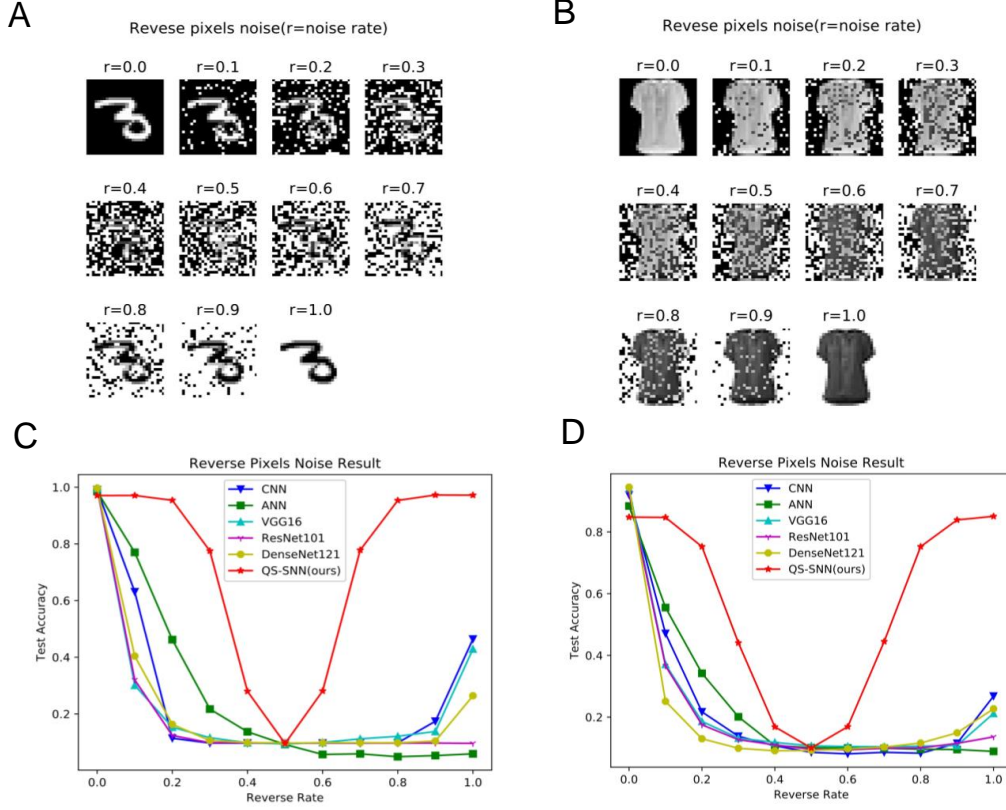 A
Revese pixels noise(r=noise rate)
r=0.0 r=0.1 r=0.2 r=0.3
r=0.4 r=0.5 r=0.6 r=0.7
r=0.8 r=0.9 r=1.0
B
Revese pixels noise(r=noise rate)
r=0.0 r=0.1 r=0.2 r=0.3
r=0.4 r=0.5 r=0.6 r=0.7
r=0.8 r=0.9 r=1.0
C
Reverse Pixels Noise Result
CNN
ANN
VGG16
ResNet101
DenseNet121
QS-SNN(ours)
Test Accuracy
1.0
0.8
0.6
0.4
0.2
0.0 0.2 0.4 0.6 0.8 1.0
Reverse Rate
D
Reverse Pixels Noise Result
CNN
ANN
VGG16
ResNet101
DenseNet121
QS-SNN(ours)
Test Accuracy
0.8
0.6
0.4
0.2
0.0 0.2 0.4 0.6 0.8 1.0
Reverse Rate